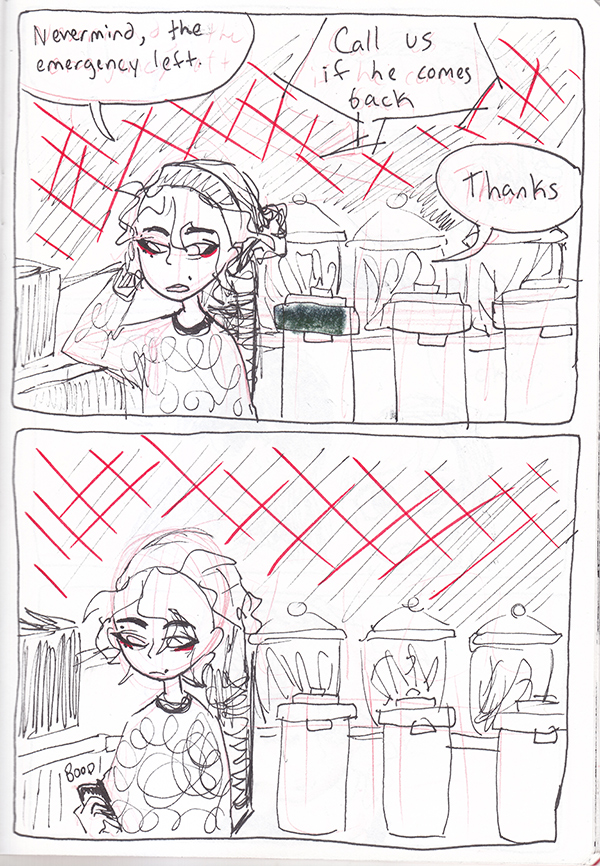 Nevermind, the
emergency left.
Call us
if he comes
back
Thanks
BOOP